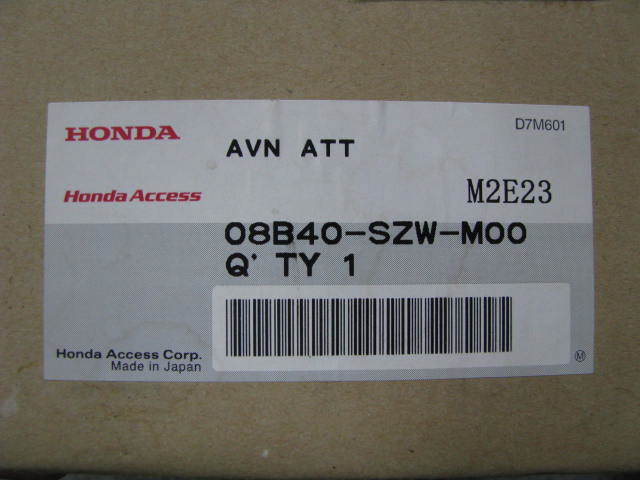 HONDA
AVN ATT
D7M601
Honda Access
M2E23
08B40-SZW-M00
Q' TY 1
Honda Access Corp.
Made in Japan
M